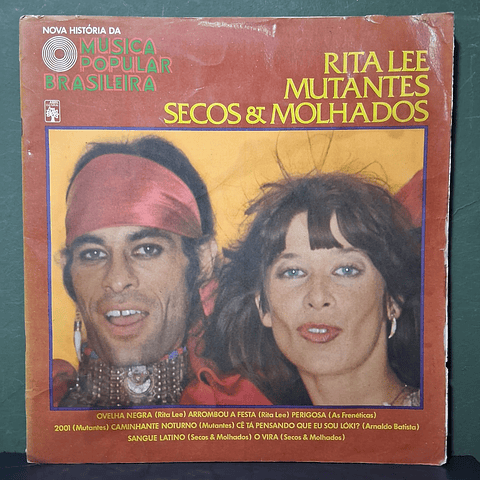 NOVA HISTÓRIA DA
MÚSICA
POPULAR
BRASILEIRA
RITA LEE
MUTANTES
SECOS & MOLHADOS
OVELHA NEGRA (Rita Lee) ARROMBOU A FESTA (Rita Lee) PERIGOSA (As Frenéticas)
2001 (Mutantes) CAMINHANTE NOTURNO (Mutantes) CÊ TÁ PENSANDO QUE EU SOU LÓKI? (Arnaldo Batista)
SANGUE LATINO (Secos & Molhados) O VIRA (Secos & Molhados)